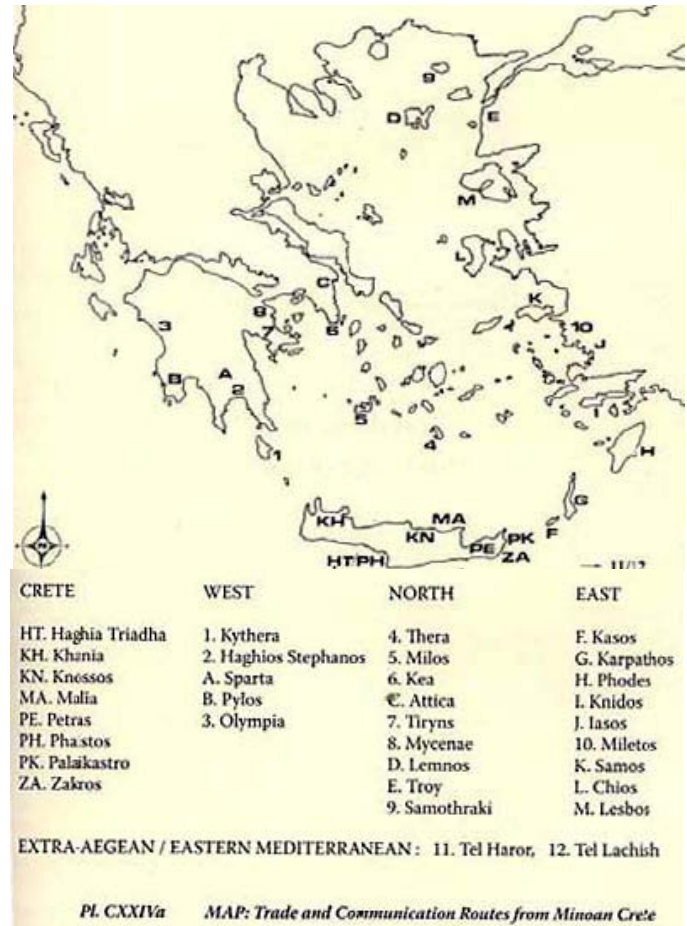 9
D
E
M
L
C
K
8
3
7
6
10
J
A
B
2
5
I
4
1
H
G
KH
MA
F
KN
PK
PE
N
HT PH
ZA
11/12
CRETE
HT. Haghia Triadha
KH. Khania
KN. Knossos
MA. Malia
PE. Petras
PH. Phaistos
PK. Palaikastro
ZA. Zakros
WEST
1. Kythera
2. Haghios Stephanos
A. Sparta
B. Pylos
3. Olympia
NORTH
4. Thera
5. Milos
6. Kea
C. Attica
7. Tiryns
8. Mycenae
D. Lemnos
E. Troy
9. Samothraki
EAST
F. Kasos
G. Karpathos
H. Phodes
I. Knidos
J. Iasos
10. Miletos
K. Samos
L. Chios
M. Lesbos
EXTRA-AEGEAN / EASTERN MEDITERRANEAN : 11. Tel Haror, 12. Tel Lachish
Pl. CXXIVa MAP: Trade and Communication Routes from Minoan Crete